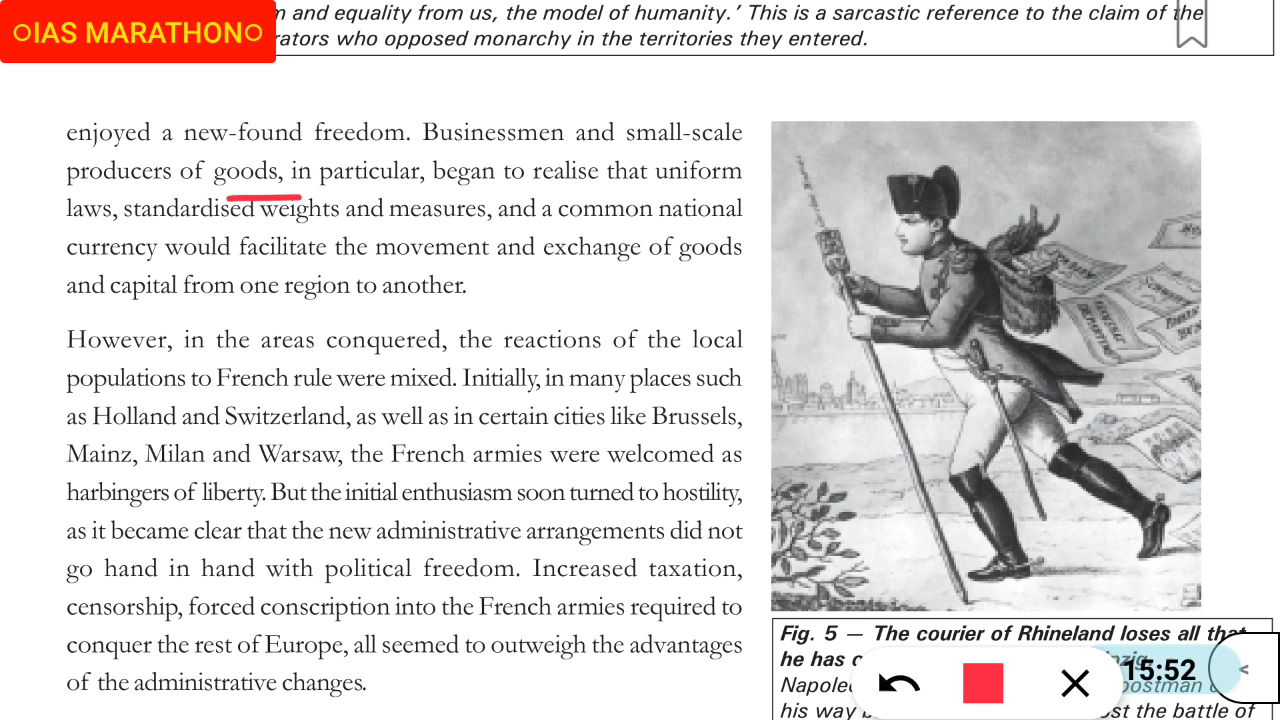 OIAS MARATHONO
and equality from us, the model of humanity.’ This is a sarcastic reference to the claim of the
who opposed monarchy in the territories they entered.
enjoyed a new-found freedom. Businessmen and small-scale
producers of goods, in particular, began to realise that uniform
laws, standardised weights and measures, and a common national
currency would facilitate the movement and exchange of goods
and capital from one region to another.
However, in the areas conquered, the reactions of the local
populations to French rule were mixed. Initially, in many places such
as Holland and Switzerland, as well as in certain cities like Brussels,
Mainz, Milan and Warsaw, the French armies were welcomed as
harbingers of liberty. But the initial enthusiasm soon turned to hostility,
as it became clear that the new administrative arrangements did not
go hand in hand with political freedom. Increased taxation,
censorship, forced conscription into the French armies required to
conquer the rest of Europe, all seemed to outweigh the advantages
of the administrative changes.
Fig. 5 — The courier of Rhineland loses all that
he has
postman
his way
the battle of
15:52
<